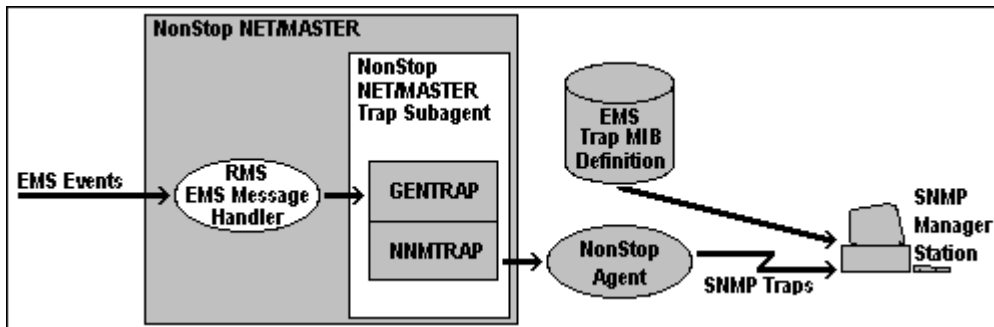 NonStop NET/MASTER
NonStop
NET/MASTER
Trap Subagent
EMS
Trap MIB
Definition
EMS Events
RMS
EMS Message
Handler
GENTRAP
NNMTRAP
NonStop
Agent
SNMP Traps
SNMP
Manager
Station